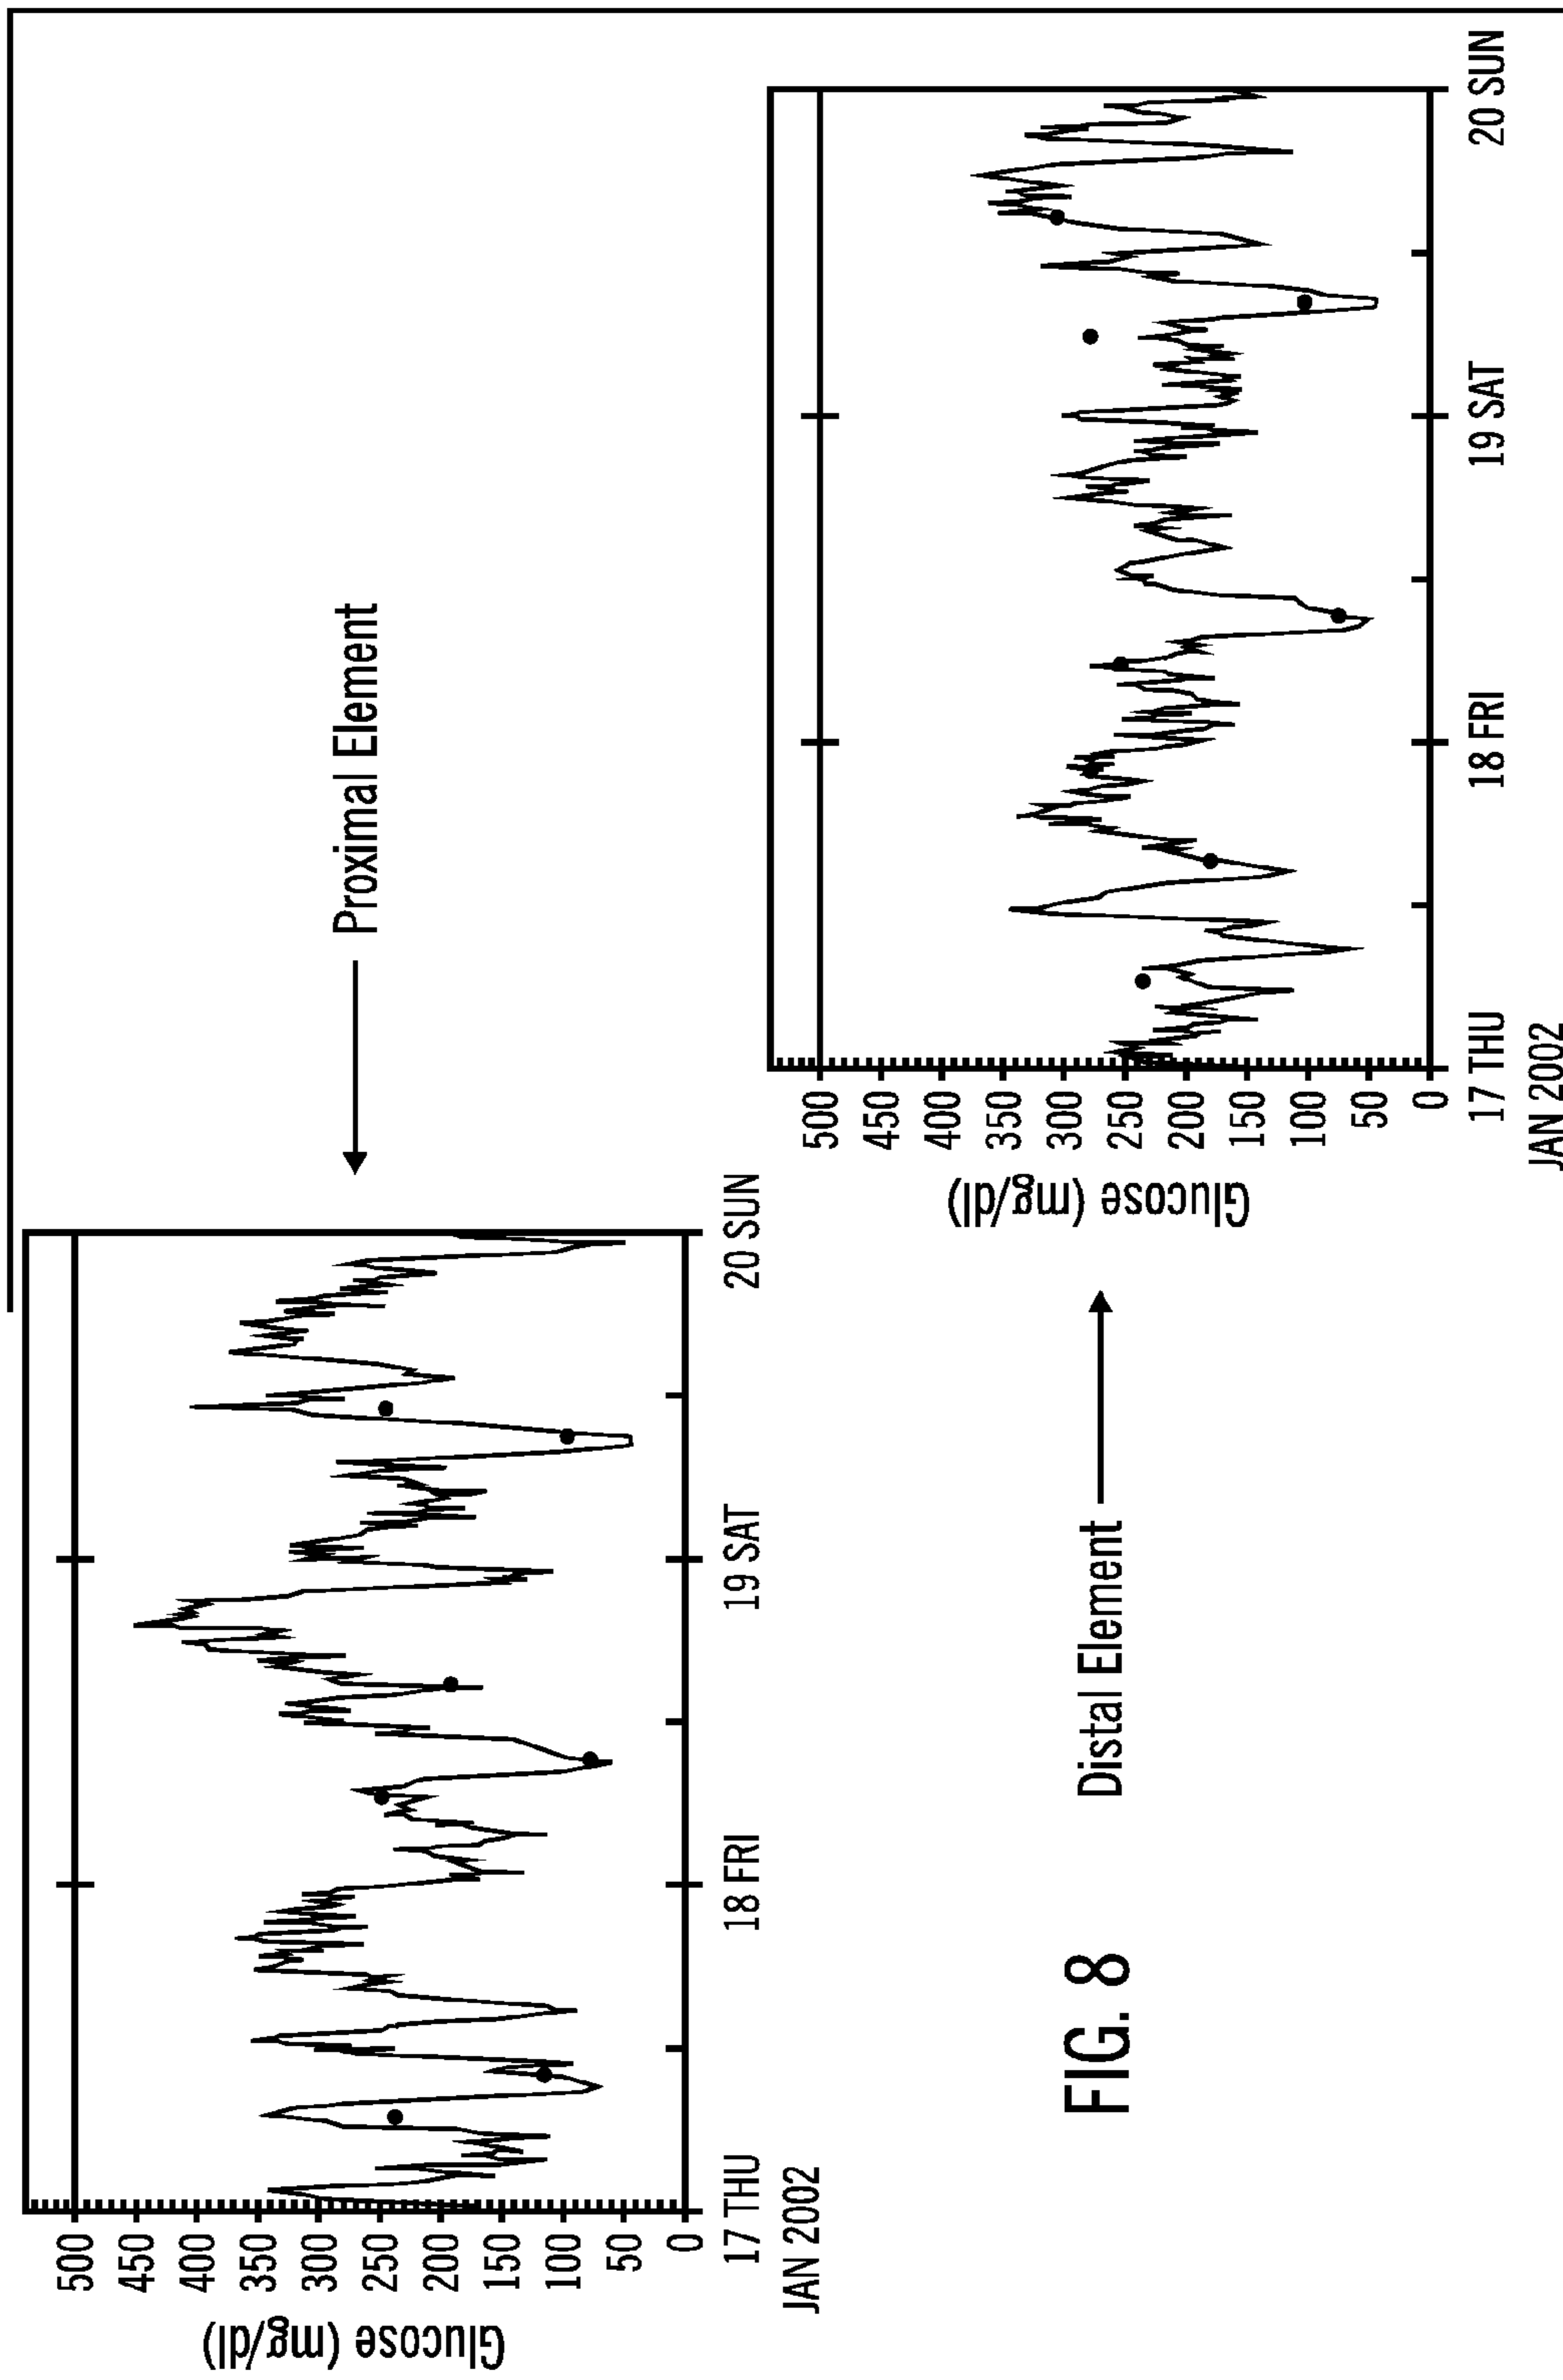 Glucose (mg/dl)
500
450
400
350
300
250
200
150
100
50
0
17 THU
18 FRI
19 SAT
20 SUN
JAN 2002
Proximal Element
Distal Element
Glucose (mg/dl)
500
450
400
350
300
250
200
150
100
50
0
17 THU
18 FRI
19 SAT
20 SUN
JAN 2002
FIG. 8